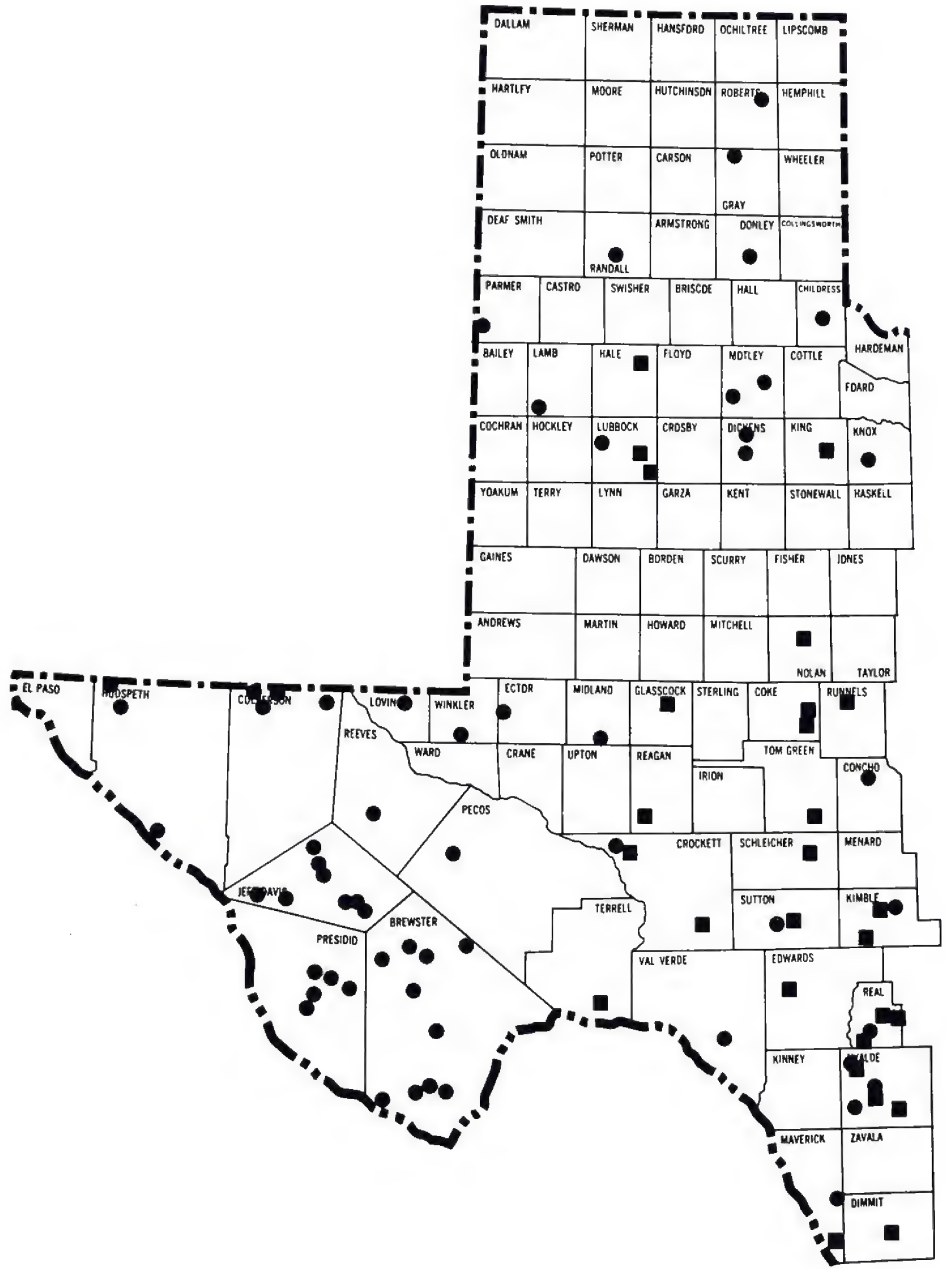 DALLAM SHERMAN HANSFORD OCHILTREE LIPSCOMB
HARTLEY MOORE HUTCHINSON ROBERTS HEMPHILL
OLDHAM POTTER CARSON WHEELER
GRAY
DEAF SMITH ARMSTRONG DONLEY COLLINGSWORTH
RANDALL
PARMER CASTRO SWISHER BRISCOE HALL CHILDRESS
HARDEMAN
BAILEY LAMB HALE FLOYD MOTLEY COTTLE
FOARD
COCHRAN HOCKLEY LUBBOCK CROSBY DICKENS KING KNOX
YOAKUM TERRY LYNN GARZA KENT STONEWALL HASKELL
GAINES DAWSON BORDEN SCURRY FISHER JONES
ANDREWS MARTIN HOWARD MITCHELL
NOLAN TAYLOR
EL PASO HUDSPETH CULBERSON LOVING WINKLER ECTOR MIDLAND GLASSCOCK STERLING COKE RUNNELS
REEVES WARD CRANE UPTON REAGAN TOM GREEN
IRION CONCHO
PECOS
CROCKETT SCHLEICHER MENARD
JEFF DAVIS TERRELL SUTTON KIMBLE
PRESIDIO BREWSTER
VAL VERDE EDWARDS
REAL
KINNEY UVALDE
MAVERICK ZAVALA
DIMMIT